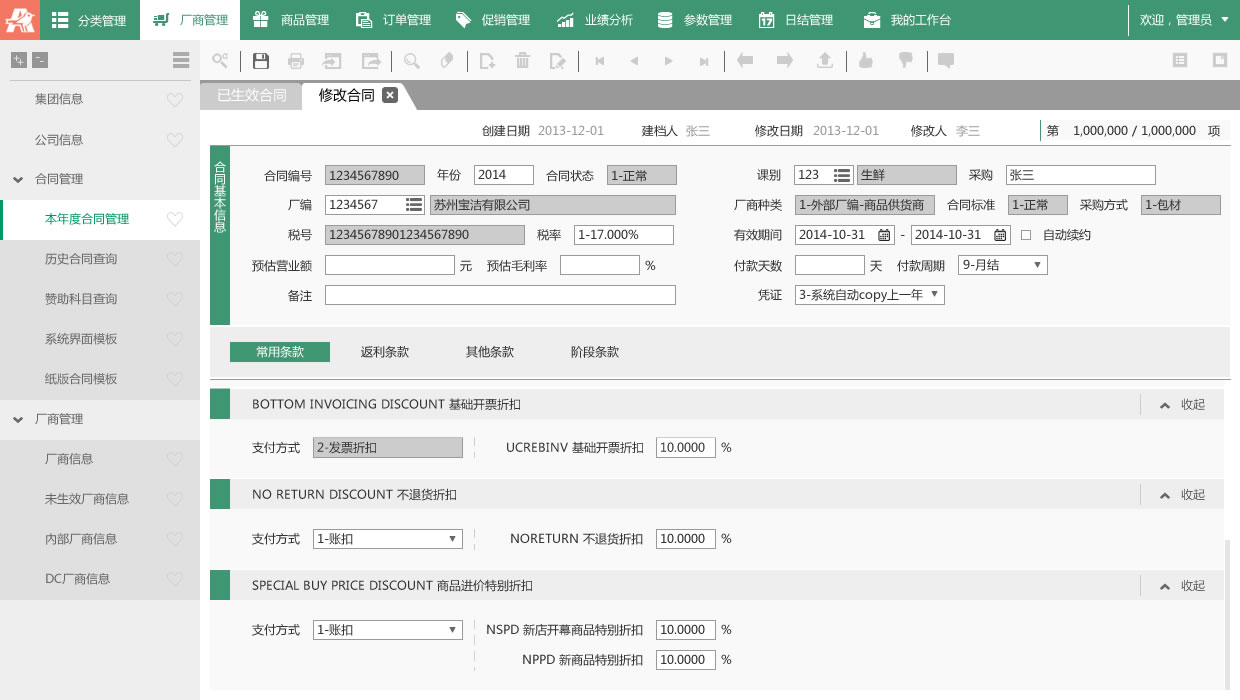 分类管理 厂商管理 商品管理 订单管理 促销管理 业绩分析 参数管理 日结管理 我的工作台 欢迎，管理员
已生效合同 修改合同
创建日期 2013-12-01 建档人 张三 修改日期 2013-12-01 修改人 李三 第 1,000,000 / 1,000,000 项
集团信息
公司信息
合同管理
本年度合同管理
历史合同查询
赞助科目查询
系统界面模板
纸版合同模板
厂商管理
厂商信息
未生效厂商信息
内部厂商信息
DC厂商信息
合同基本信息
合同编号 1234567890 年份 2014 合同状态 1-正常 课别 123 生鲜 采购 张三
厂编 1234567 苏州宝洁有限公司 厂商种类 1-外部厂编-商品供货商 合同标准 1-正常 采购方式 1-包材
税号 12345678901234567890 税率 1-17.000% 有效期间 2014-10-31 - 2014-10-31 自动续约
预估营业额 元 预估毛利率 % 付款天数 天 付款周期 9-月结
备注 凭证 3-系统自动copy上一年
常用条款 返利条款 其他条款 阶段条款
BOTTOM INVOICING DISCOUNT 基础开票折扣 收起
支付方式 2-发票折扣 UCREBINV 基础开票折扣 10.0000 %
NO RETURN DISCOUNT 不退货折扣 收起
支付方式 1-账扣 NORETURN 不退货折扣 10.0000 %
SPECIAL BUY PRICE DISCOUNT 商品进价特别折扣 收起
支付方式 1-账扣 NSPD 新店开幕商品特别折扣 10.0000 %
NPPD 新商品特别折扣 10.0000 %